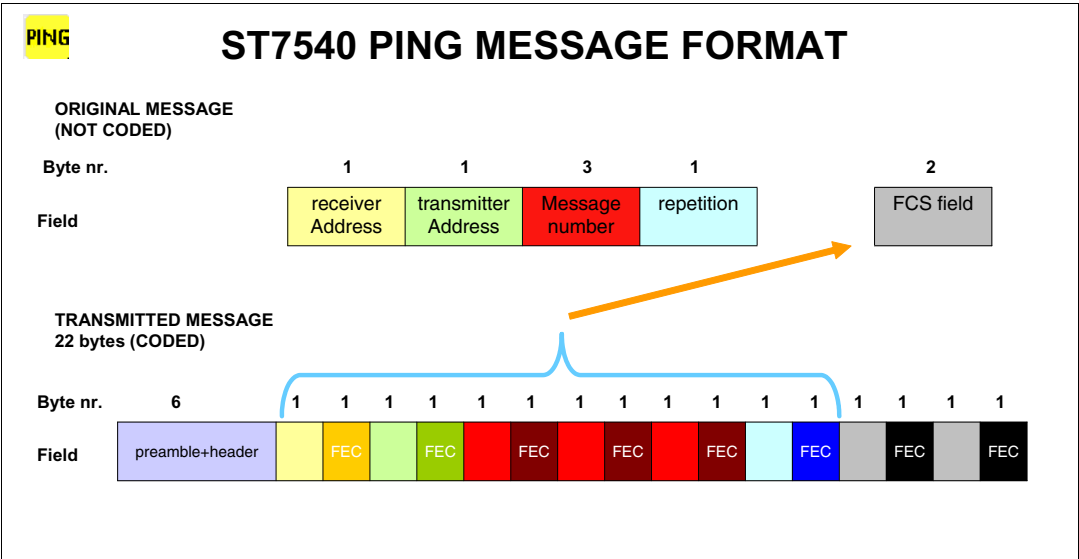 PING
ST7540 PING MESSAGE FORMAT
ORIGINAL MESSAGE
(NOT CODED)
Byte nr. 1 1 3 1 2
Field
receiver
Address
transmitter
Address
Message
number
repetition
FCS field
TRANSMITTED MESSAGE
22 bytes (CODED)
Byte nr. 6 1 1 1 1 1 1 1 1 1 1 1 1 1 1 1 1
Field preamble+header FEC FEC FEC FEC FEC FEC FEC FEC